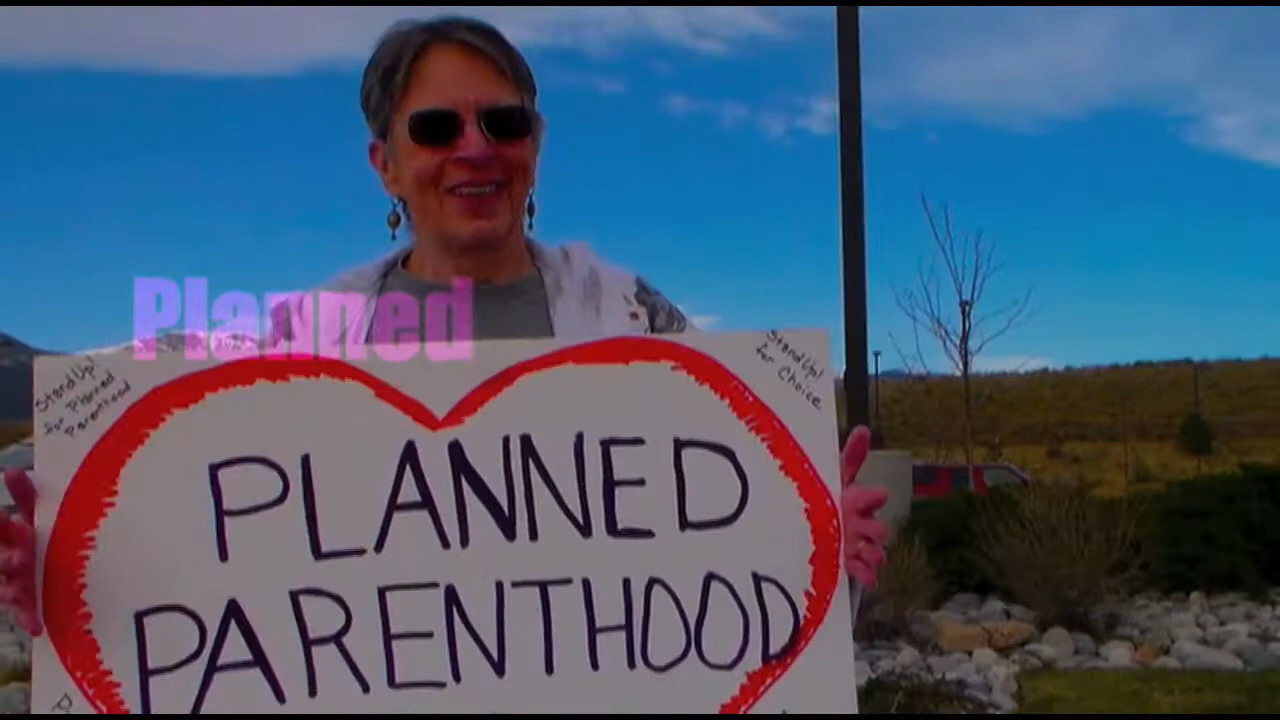 Planned
Stand Up!
for Planned
Parenthood
Stand Up!
for Choice
PLANNED
PARENTHOOD